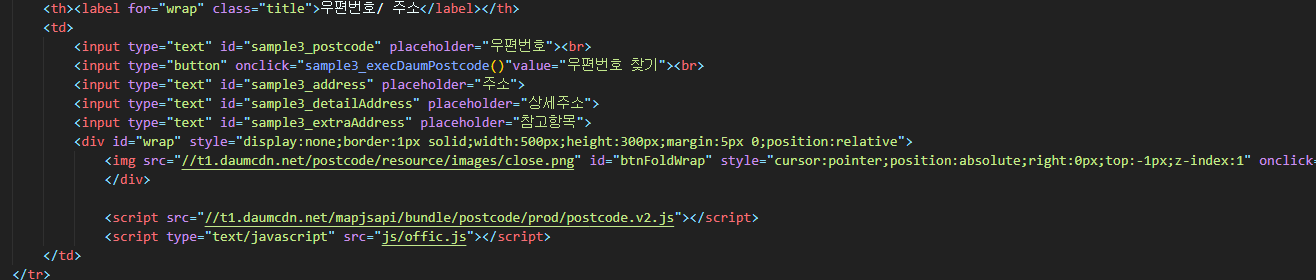 <th><label for="wrap" class="title">우편번호/ 주소</label></th>
<td>
<input type="text" id="sample3_postcode" placeholder="우편번호"><br>
<input type="button" onclick="sample3_execDaumPostcode()"value="우편번호 찾기"><br>
<input type="text" id="sample3_address" placeholder="주소">
<input type="text" id="sample3_detailAddress" placeholder="상세주소">
<input type="text" id="sample3_extraAddress" placeholder="참고항목">
<div id="wrap" style="display:none;border:1px solid;width:500px;height:300px;margin:5px 0;position:relative">
<img src="//t1.daumcdn.net/postcode/resource/images/close.png" id="btnFoldWrap" style="cursor:pointer;position:absolute;right:0px;top:-1px;z-index:1" onclick=
</div>
<script src="//t1.daumcdn.net/mapjsapi/bundle/postcode/prod/postcode.v2.js"></script>
<script type="text/javascript" src="js/offic.js"></script>
</td>
</tr>